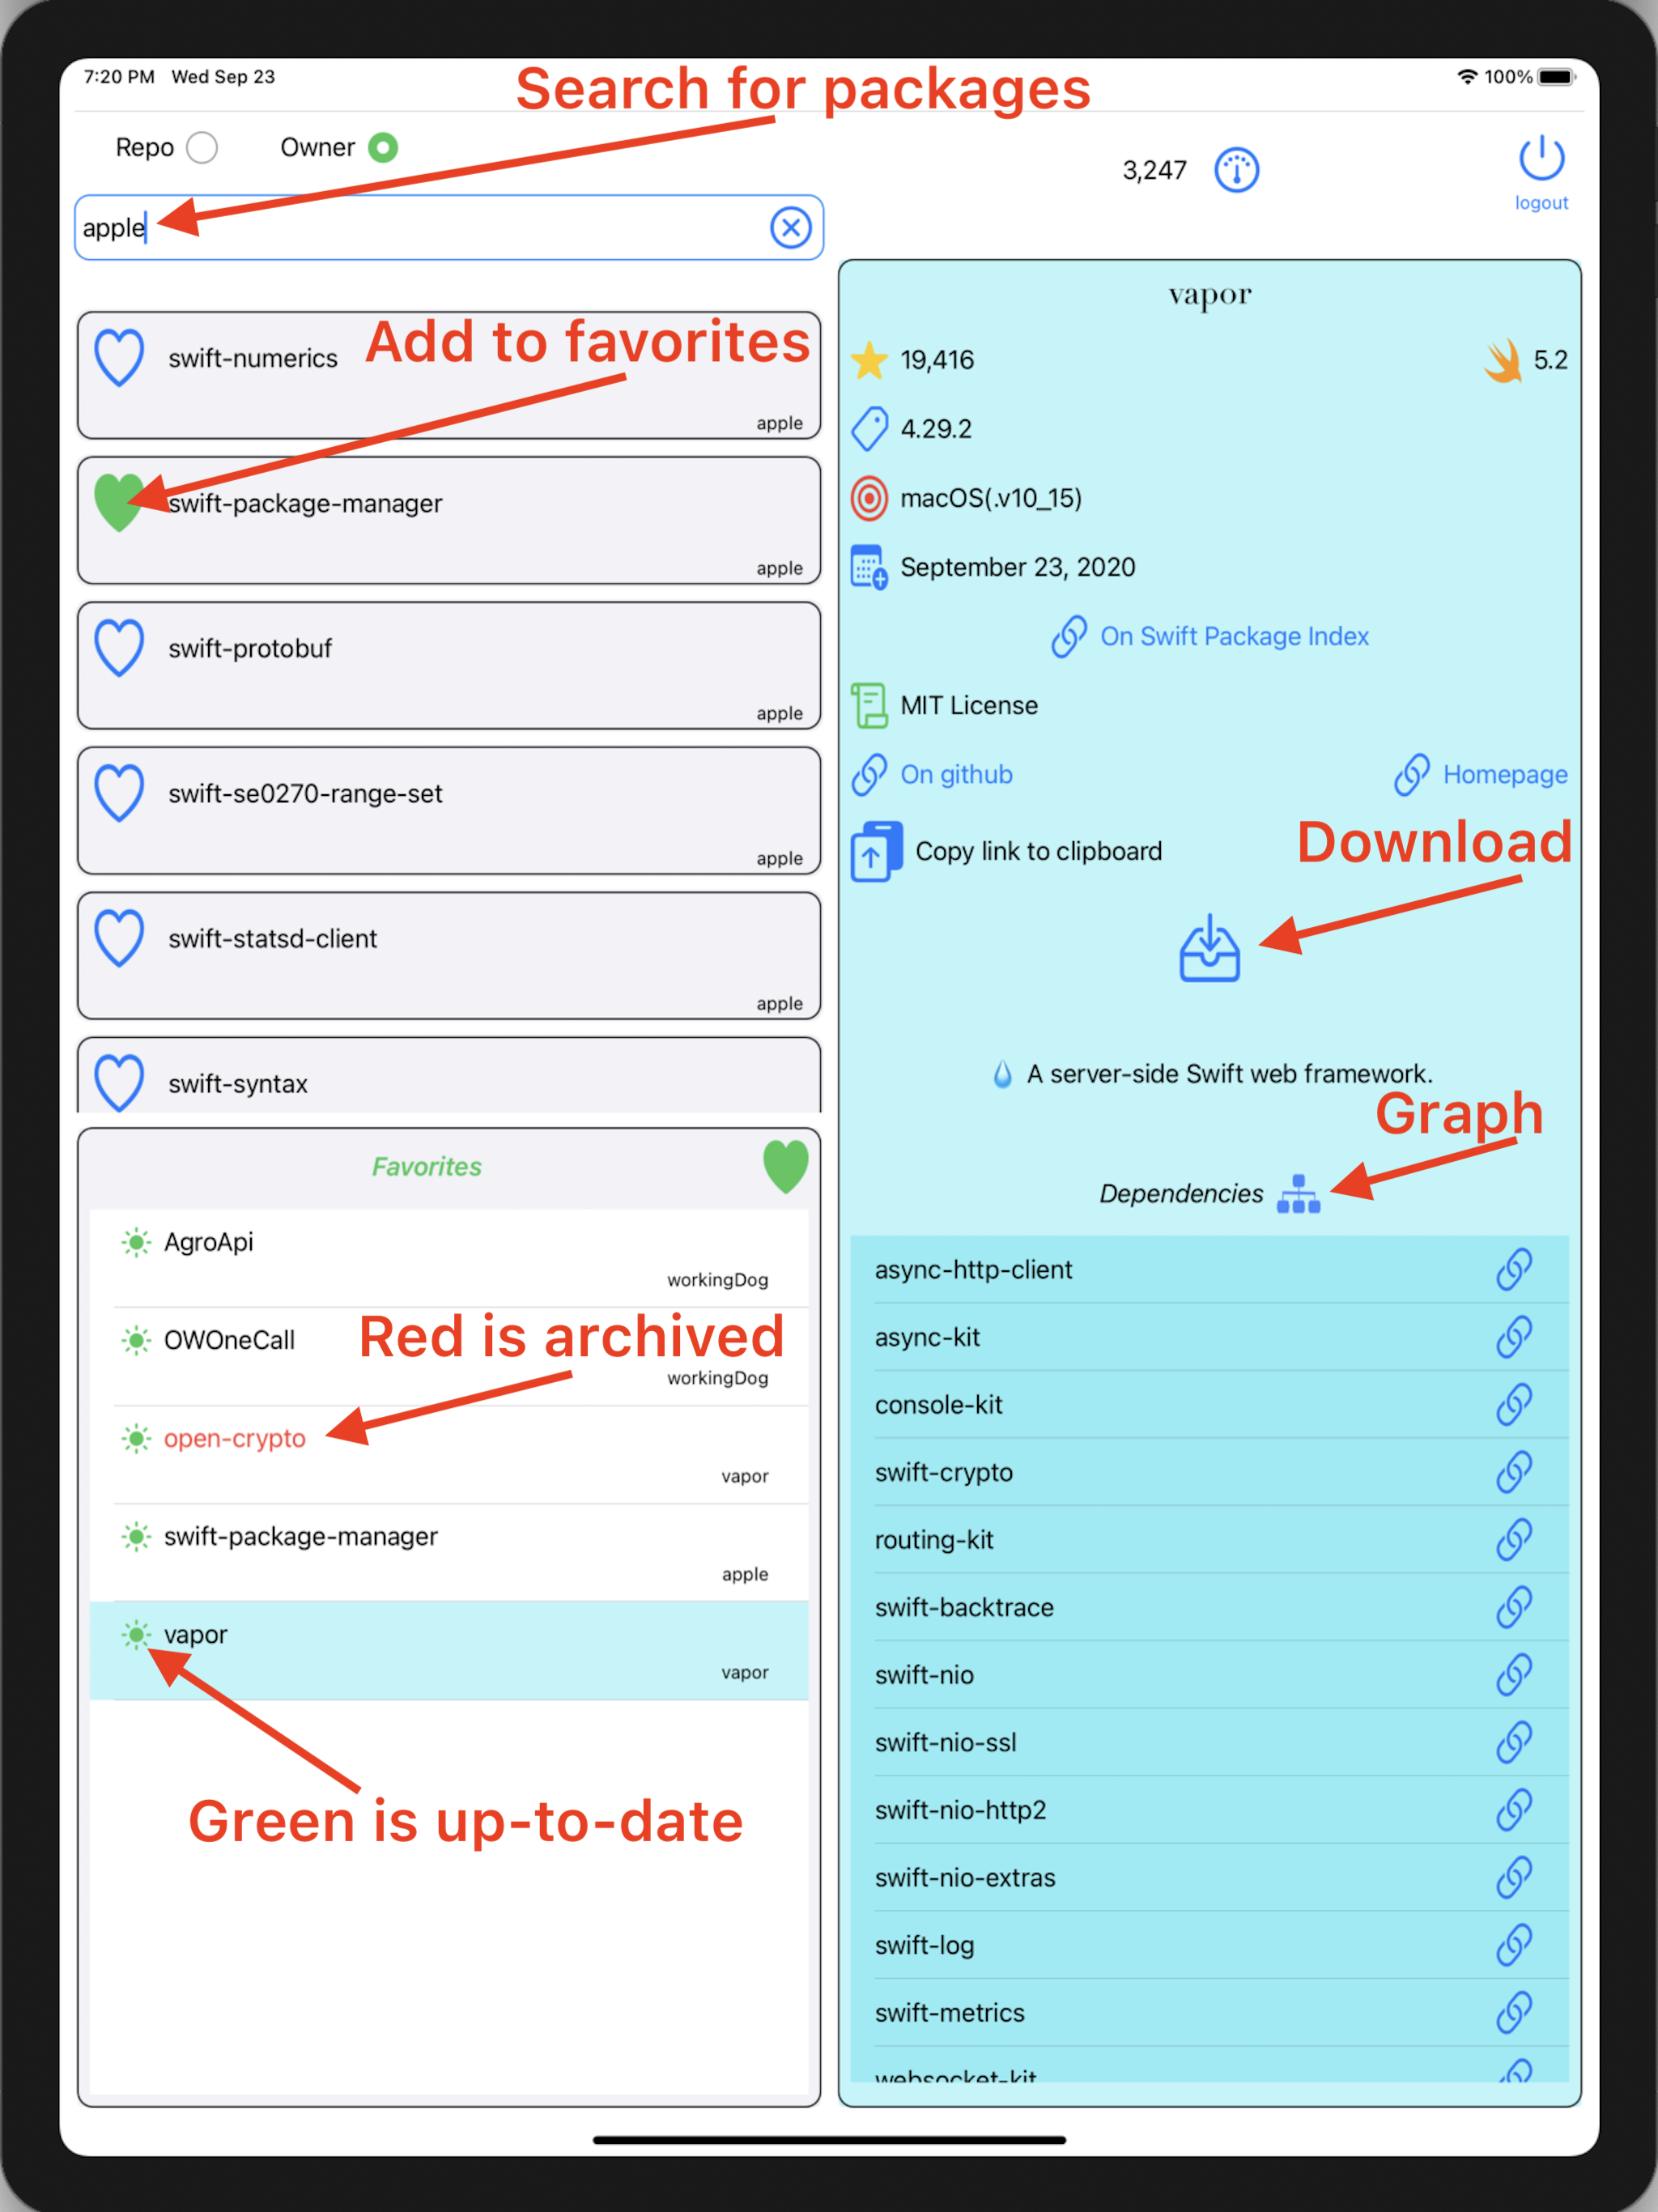 7:20 PM Wed Sep 23
100%
Search for packages
Repo
Owner
3,247
logout
apple
Add to favorites
swift-numerics
apple
swift-package-manager
apple
swift-protobuf
apple
swift-se0270-range-set
apple
swift-statsd-client
apple
swift-syntax
Favorites
AgroApi
workingDog
OWOneCall
Red is archived
workingDog
open-crypto
vapor
swift-package-manager
apple
vapor
vapor
Green is up-to-date
vapor
19,416
5.2
4.29.2
macOS(.v10_15)
September 23, 2020
On Swift Package Index
MIT License
On github
Homepage
Copy link to clipboard
Download
A server-side Swift web framework.
Graph
Dependencies
async-http-client
async-kit
console-kit
swift-crypto
routing-kit
swift-backtrace
swift-nio
swift-nio-ssl
swift-nio-http2
swift-nio-extras
swift-log
swift-metrics
websocket-kit